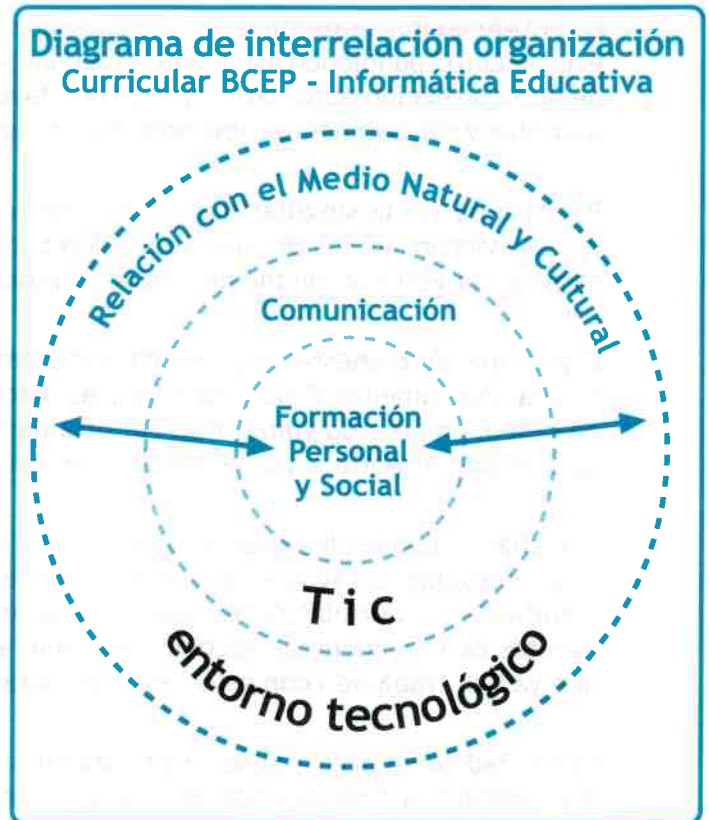 Diagrama de interrelación organización
Curricular BCEP - Informática Educativa
Relación con el Medio Natural y Cultural
Comunicación
Formación
Personal
y Social
Tic
entorno tecnológico